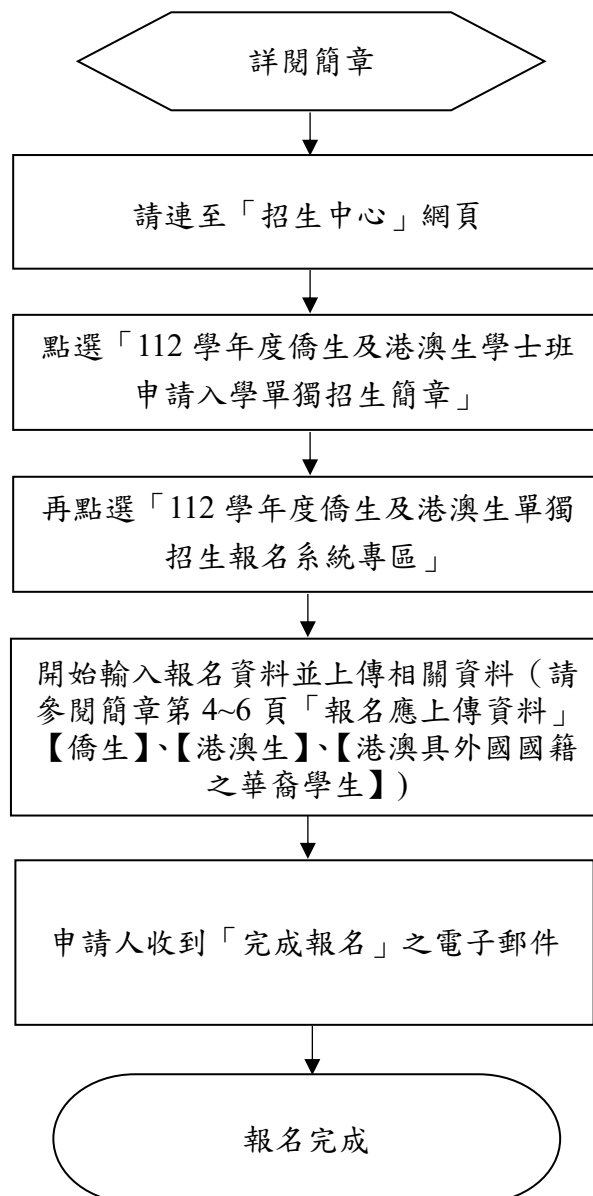 詳閱簡章
請連至「招生中心」網頁
點選「112 學年度僑生及港澳生學士班
申請入學單獨招生簡章」
再點選「112 學年度僑生及港澳生單獨
招生報名系統專區」
開始輸入報名資料並上傳相關資料（請
參閱簡章第 4~6 頁「報名應上傳資料」
【僑生】、【港澳生】、【港澳具外國國籍
之華裔學生】)
申請人收到「完成報名」之電子郵件
報名完成